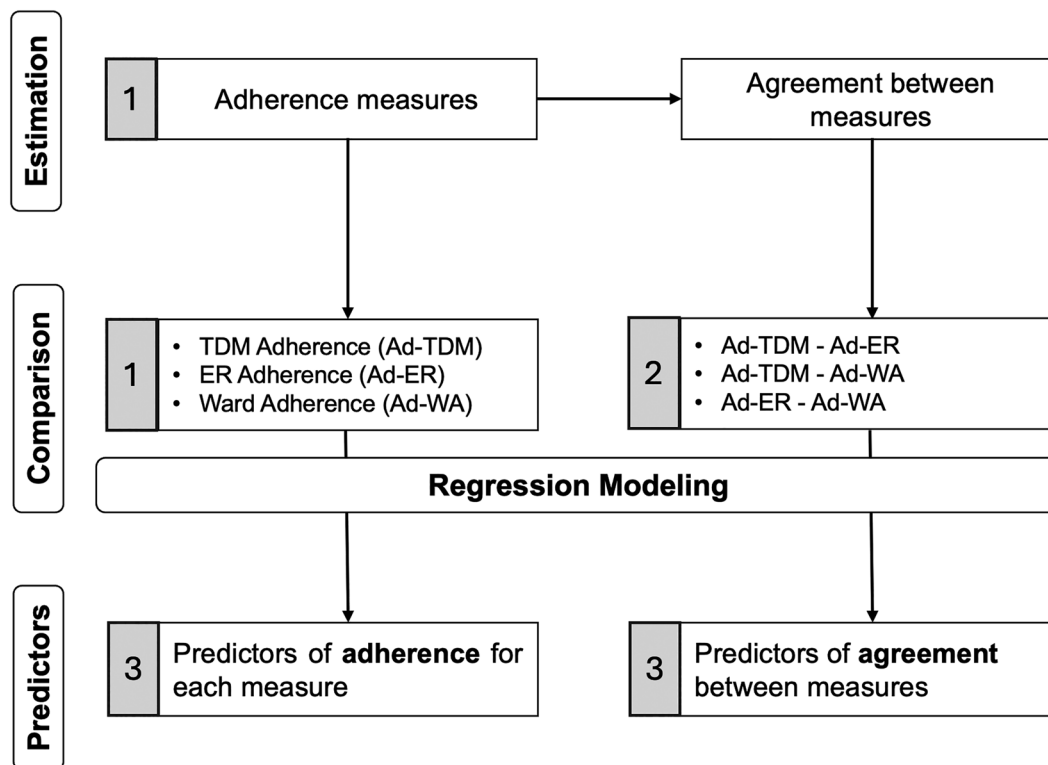 Estimation
1
Adherence measures
Agreement between
measures
Comparison
1
• TDM Adherence (Ad-TDM)
• ER Adherence (Ad-ER)
• Ward Adherence (Ad-WA)
2
• Ad-TDM - Ad-ER
• Ad-TDM - Ad-WA
• Ad-ER - Ad-WA
Regression Modeling
Predictors
3
Predictors of adherence for
each measure
3
Predictors of agreement
between measures